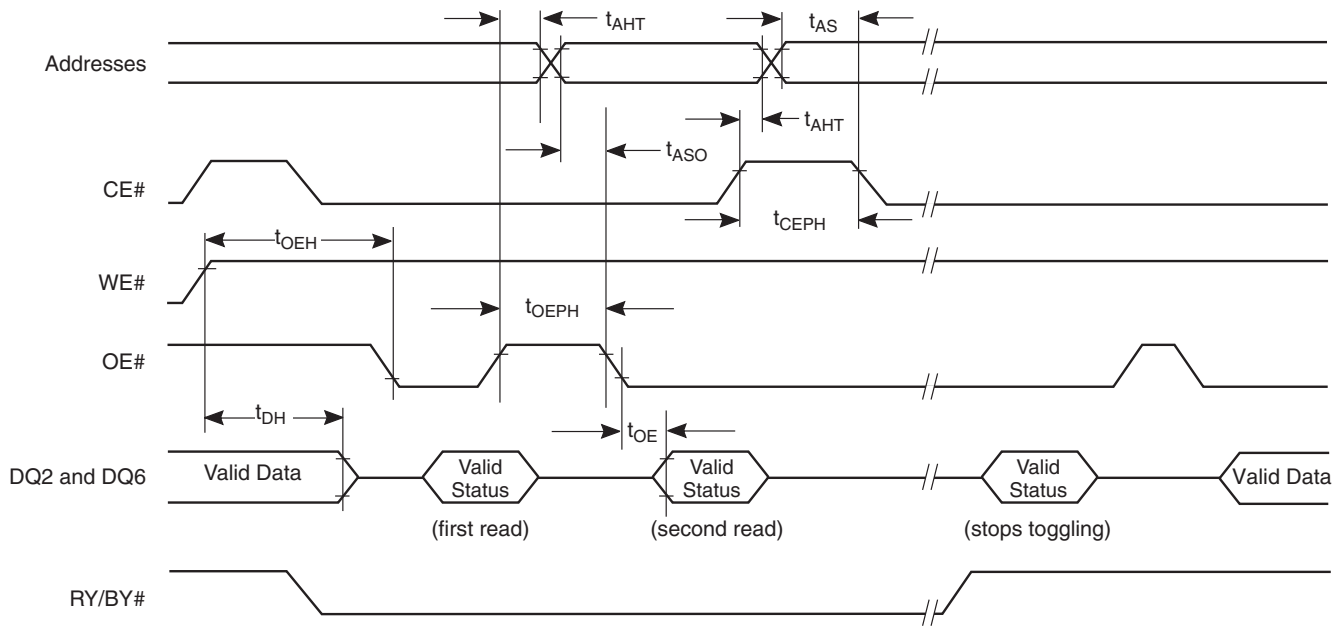 tAHT
tAS
Addresses
tAHT
tASO
CE#
tCEPH
tOEH
WE#
tOEPH
OE#
tDH
tOE
DQ2 and DQ6
Valid Data
Valid
Status
Valid
Status
Valid
Status
Valid Data
(first read)
(second read)
(stops toggling)
RY/BY#